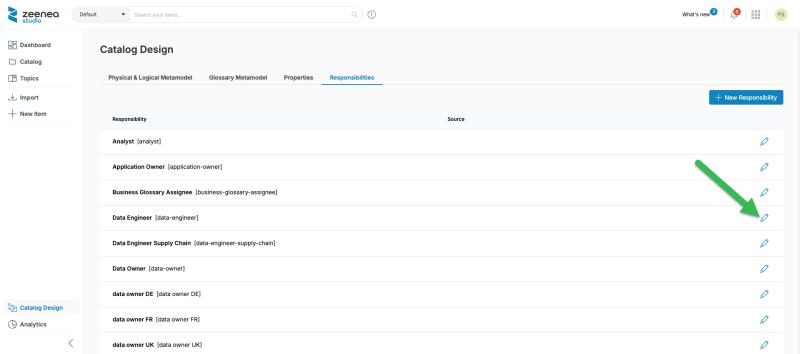 zeenea
studio
Default
Search your items...
What's new
3
6
PS
Dashboard
Catalog
Topics
Import
New Item
Catalog Design
Analytics
Catalog Design
Physical & Logical Metamodel Glossary Metamodel Properties Responsibilities
New Responsibility
Responsibility Source
Analyst [analyst]
Application Owner [application-owner]
Business Glossary Assignee [business-glossary-assignee]
Data Engineer [data-engineer]
Data Engineer Supply Chain [data-engineer-supply-chain]
Data Owner [data-owner]
data owner DE [data owner DE]
data owner FR [data owner FR]
data owner UK [data owner UK]